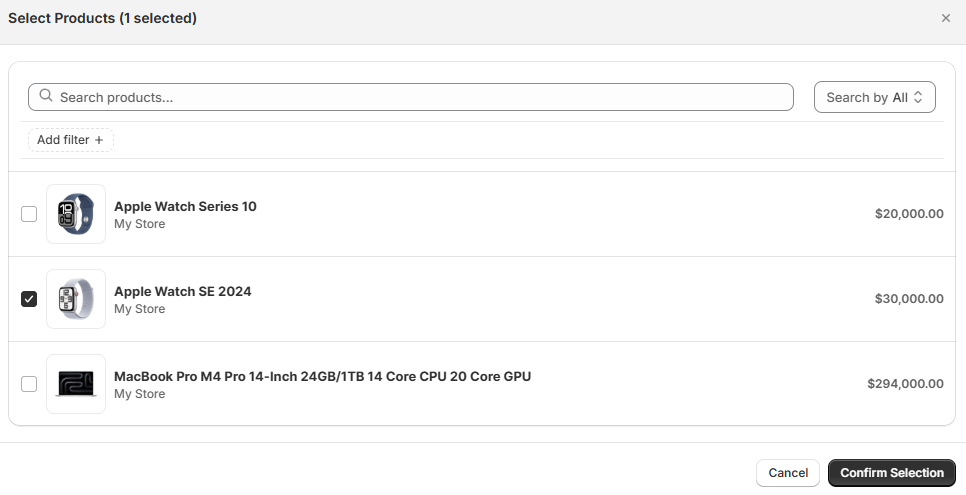 Select Products (1 selected)
Search products...
Search by All
Add filter +
Apple Watch Series 10
My Store
$20,000.00
Apple Watch SE 2024
My Store
$30,000.00
MacBook Pro M4 Pro 14-Inch 24GB/1TB 14 Core CPU 20 Core GPU
My Store
$294,000.00
Cancel
Confirm Selection